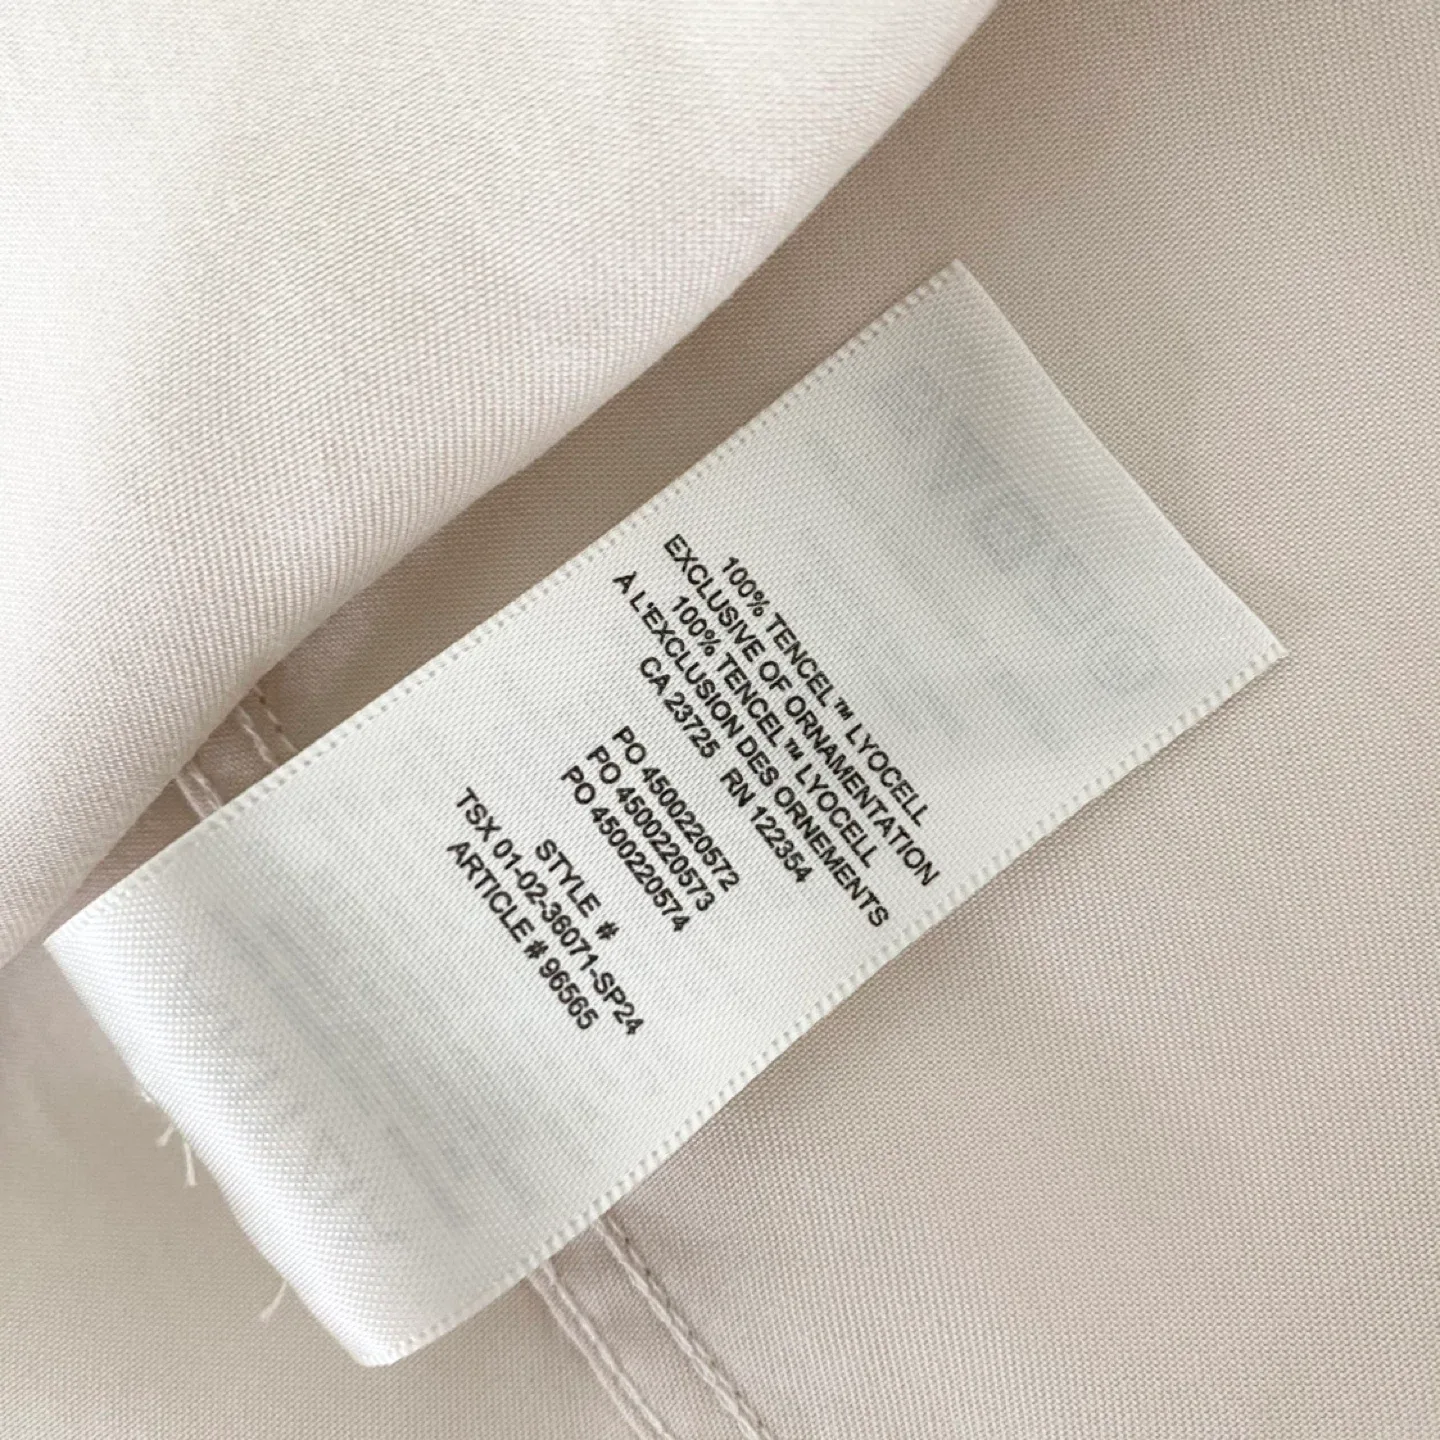 100% TENCEL™ LYOCELL
EXCLUSIVE OF ORNAMENTATION
100% TENCEL™ LYOCELL
À L'EXCLUSION DES ORNEMENTS
CA 23725 RN 122354
PO 4500220572
PO 4500220573
PO 4500220574
STYLE #
TSX 01-02-36071-SP24
ARTICLE # 96565